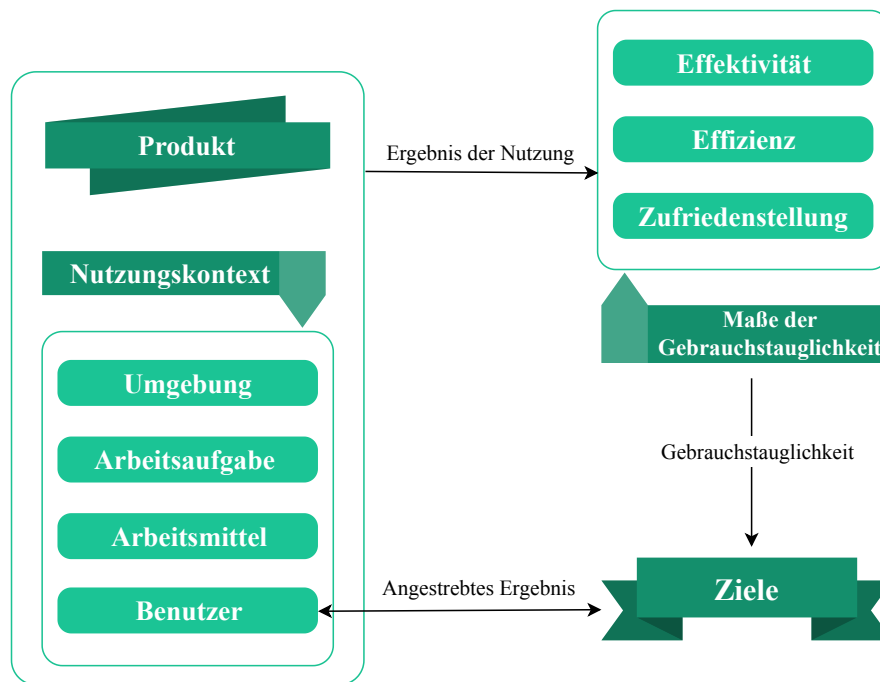 Produkt
Nutzungskontext
Umgebung
Arbeitsaufgabe
Arbeitsmittel
Benutzer
Ergebnis der Nutzung
Effektivität
Effizienz
Zufriedenstellung
Maße der
Gebrauchstauglichkeit
Gebrauchstauglichkeit
Angestrebtes Ergebnis
Ziele